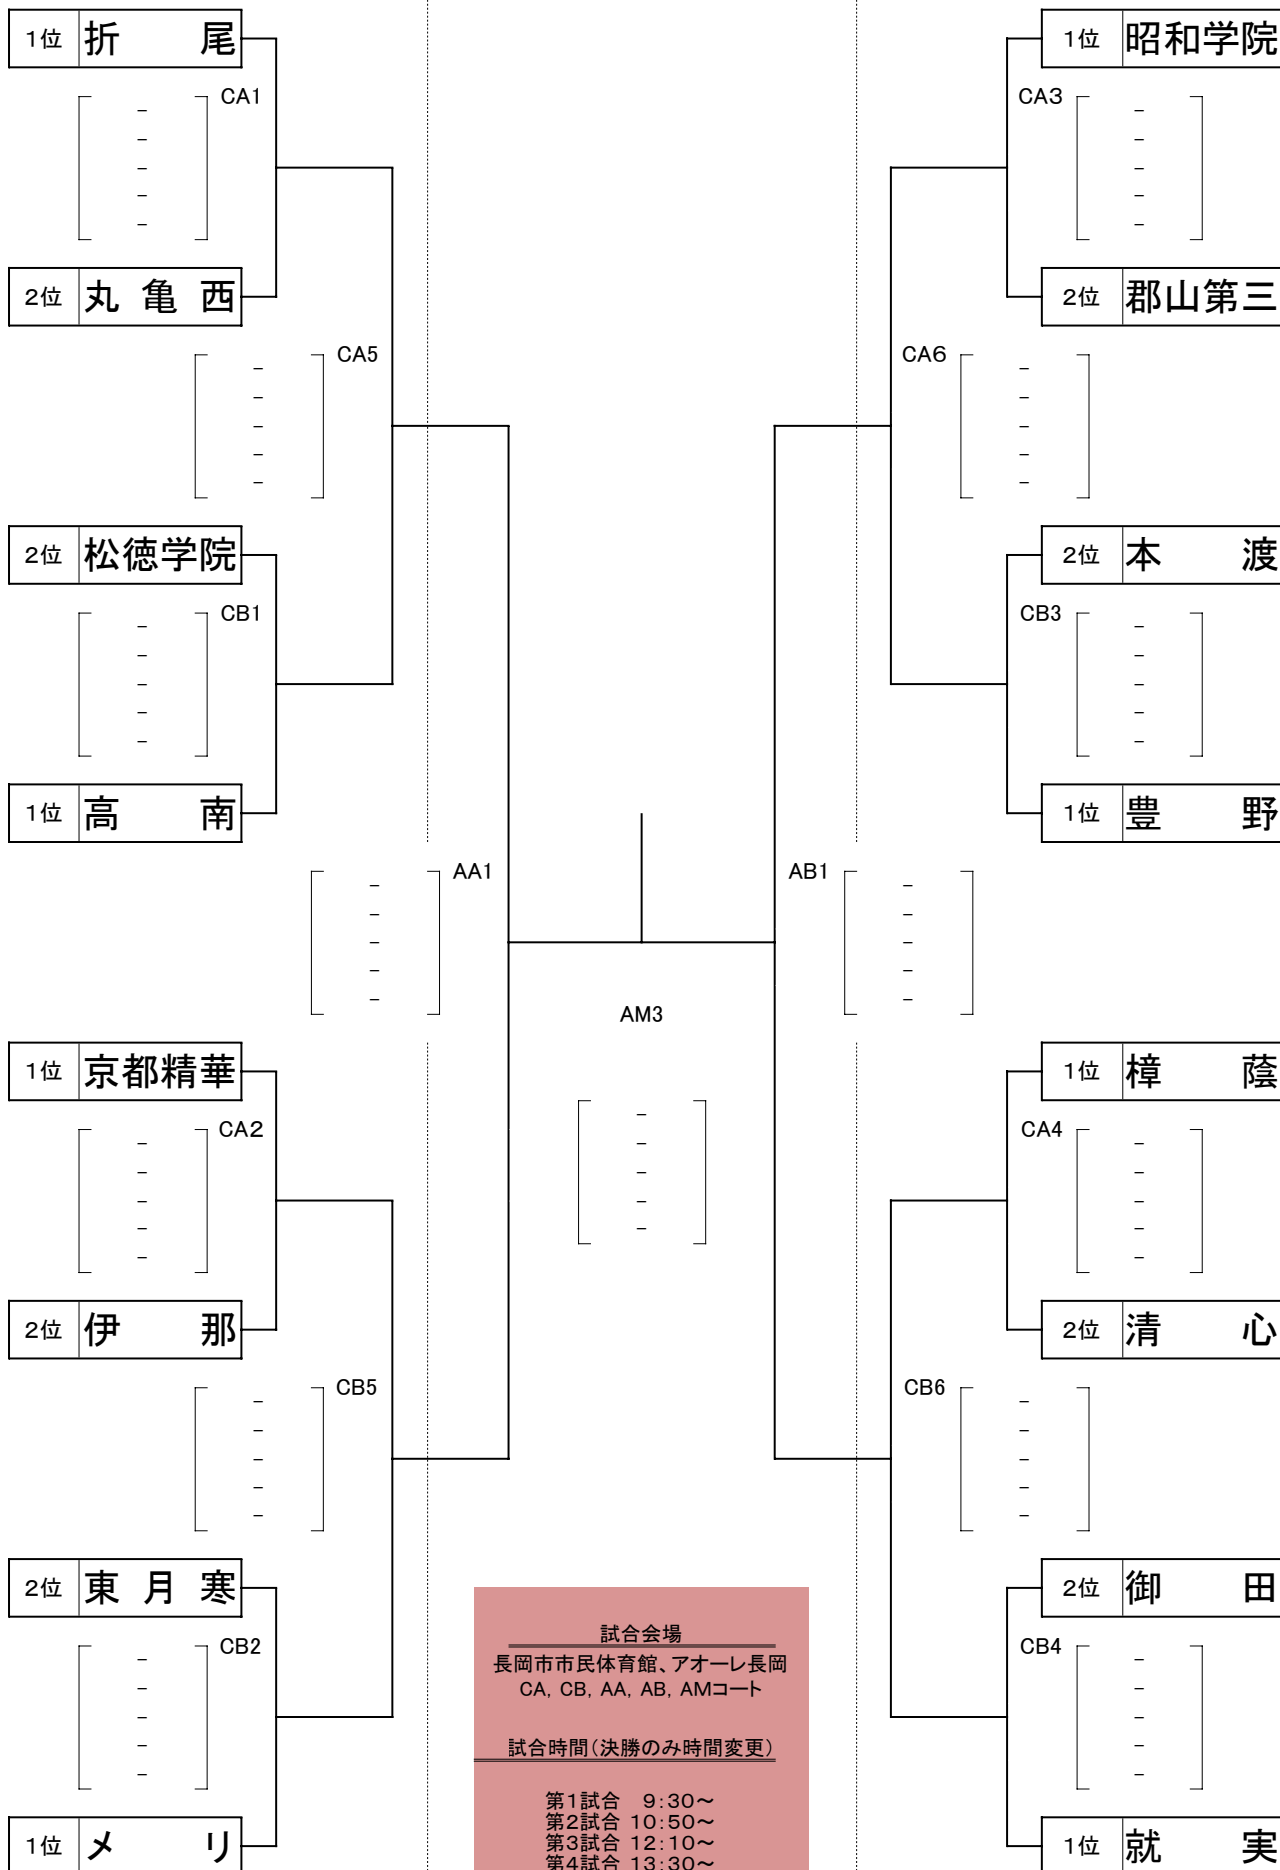 1位 折尾
CA1
-
-
-
-
-
2位 丸亀西
CA5
-
-
-
-
-
2位 松徳学院
CB1
-
-
-
-
-
1位 高南
AA1
-
-
-
-
-
1位 京都精華
CA2
-
-
-
-
-
2位 伊那
CB5
-
-
-
-
-
2位 東月寒
CB2
-
-
-
-
-
1位 メリ
AM3
-
-
-
-
-
1位 昭和学院
CA3
-
-
-
-
-
2位 郡山第三
CA6
-
-
-
-
-
2位 本渡
CB3
-
-
-
-
-
1位 豊野
AB1
-
-
-
-
-
1位 樟蔭
CA4
-
-
-
-
-
2位 清心
CB6
-
-
-
-
-
2位 御田
CB4
-
-
-
-
-
1位 就実
試合会場
長岡市市民体育館、アオーレ長岡
CA, CB, AA, AB, AMコート
試合時間(決勝のみ時間変更)
第1試合 9:30～
第2試合 10:50～
第3試合 12:10～
第4試合 13:30～